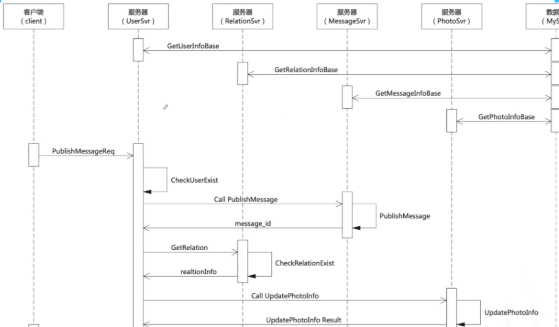 客户端
（client）
服务器
（UserSvr）
服务器
（RelationSvr）
服务器
（MessageSvr）
服务器
（PhotoSvr）
数据
（MyS
GetUserInfoBase
GetRelationInfoBase
GetMessageInfoBase
GetPhotoInfoBase
PublishMessageReq
CheckUserExist
Call PublishMessage
PublishMessage
message_id
GetRelation
CheckRelationExist
realtionInfo
Call UpdatePhotoInfo
UpdatePhotoInfo
UpdatePhotoInfo Result